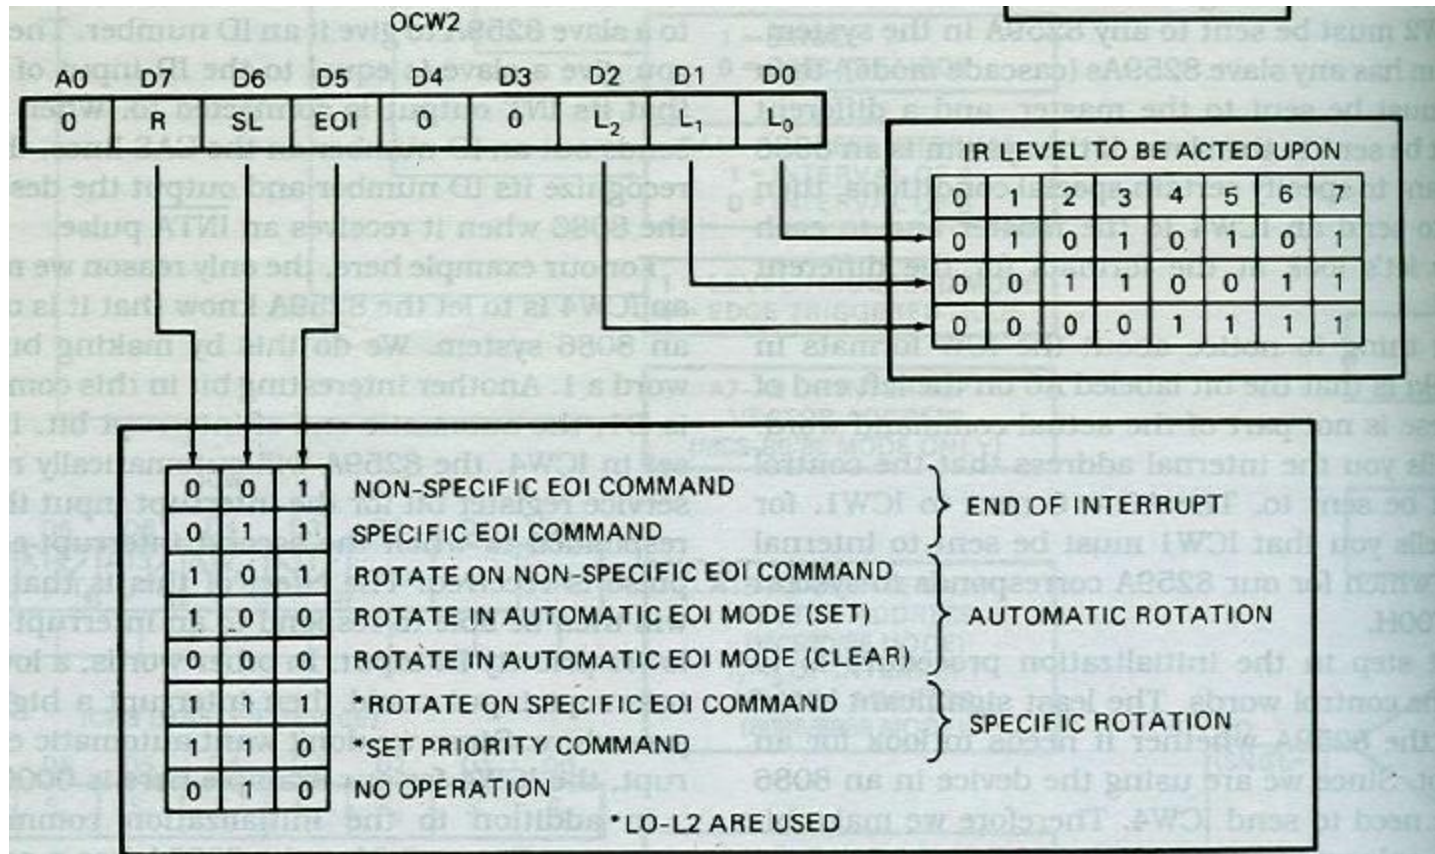 OCW2
A0 D7 D6 D5 D4 D3 D2 D1 D0
0 R SL EOI 0 0 L2 L1 L0
IR LEVEL TO BE ACTED UPON
0 1 2 3 4 5 6 7
0 1 0 1 0 1 0 1
0 0 1 1 0 0 1 1
0 0 0 0 1 1 1 1
0 0 1 NON-SPECIFIC EOI COMMAND
0 1 1 SPECIFIC EOI COMMAND
END OF INTERRUPT
1 0 1 ROTATE ON NON-SPECIFIC EOI COMMAND
1 0 0 ROTATE IN AUTOMATIC EOI MODE (SET)
0 0 0 ROTATE IN AUTOMATIC EOI MODE (CLEAR)
AUTOMATIC ROTATION
1 1 1 *ROTATE ON SPECIFIC EOI COMMAND
1 1 0 *SET PRIORITY COMMAND
SPECIFIC ROTATION
0 1 0 NO OPERATION
*L0-L2 ARE USED